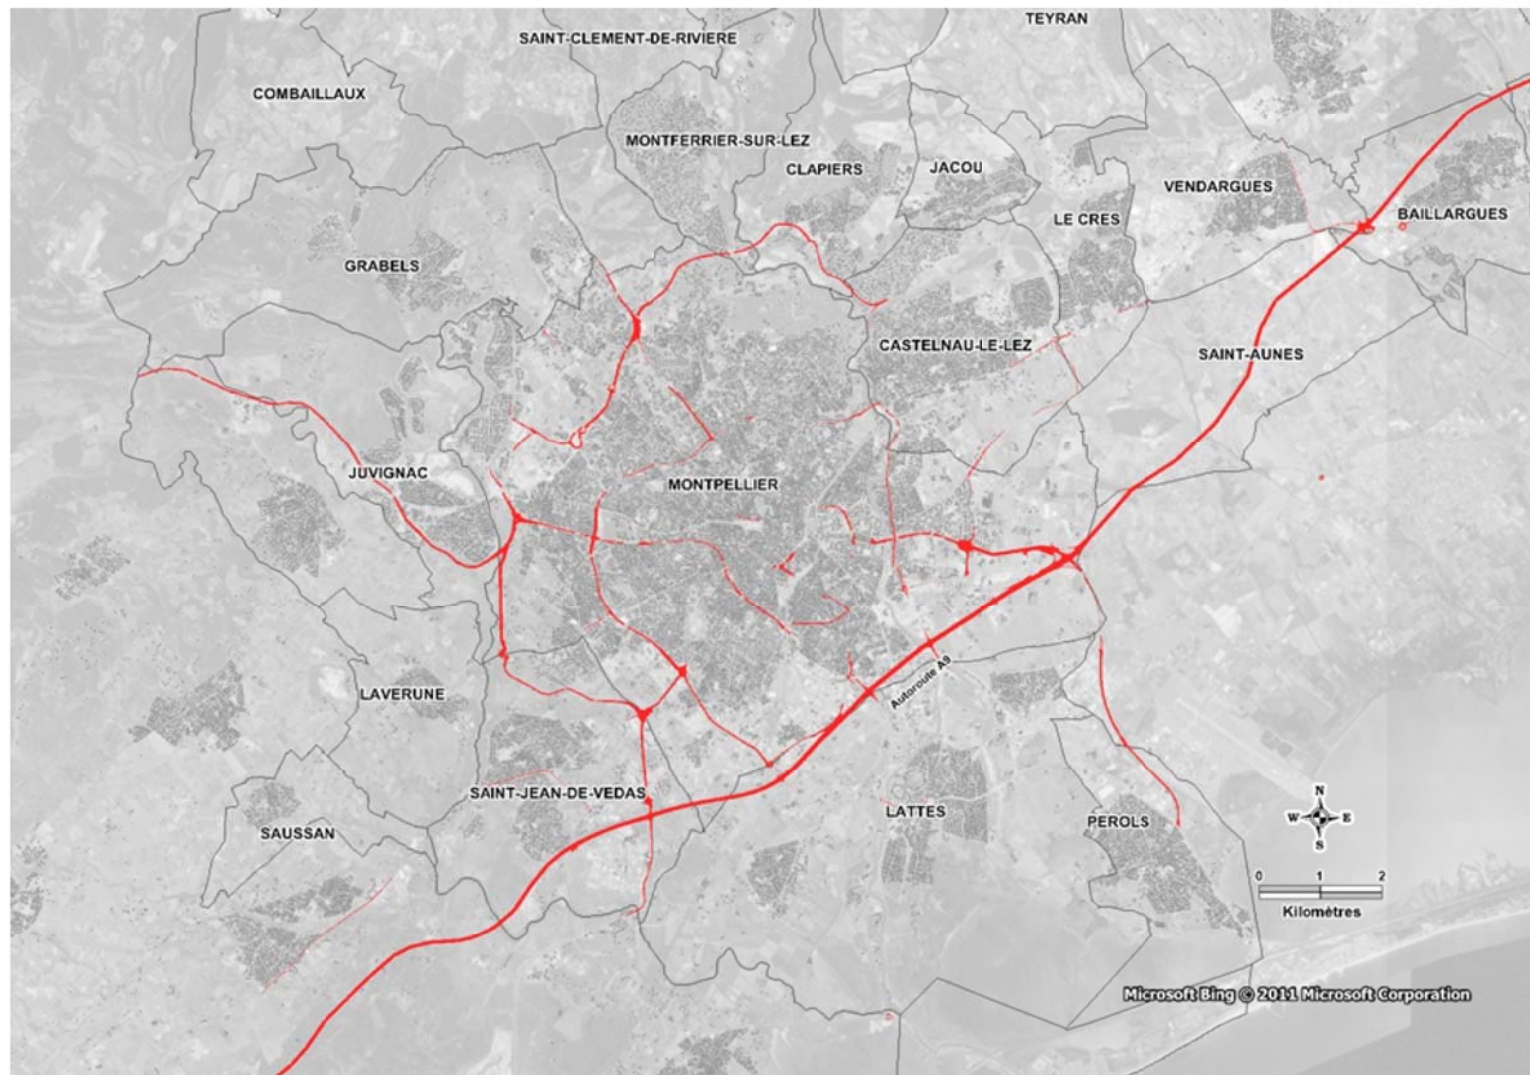 TEYRAN
SAINT-CLEMENT-DE-RIVIERE
COMBAILLAUX
MONTFERRIER-SUR-LEZ
CLAPIERS
JACOU
VENDARGUES
LE CRES
BAILLARGUES
GRABELS
CASTELNAU-LE-LEZ
SAINT-AUNES
JUVIGNAC
MONTPELLIER
Autoroute A9
LAVERUNE
SAINT-JEAN-DE-VEDAS
LATTES
PEROLS
SAUSSAN
N
W E
S
0 1 2
Kilomètres
Microsoft Bing © 2011 Microsoft Corporation